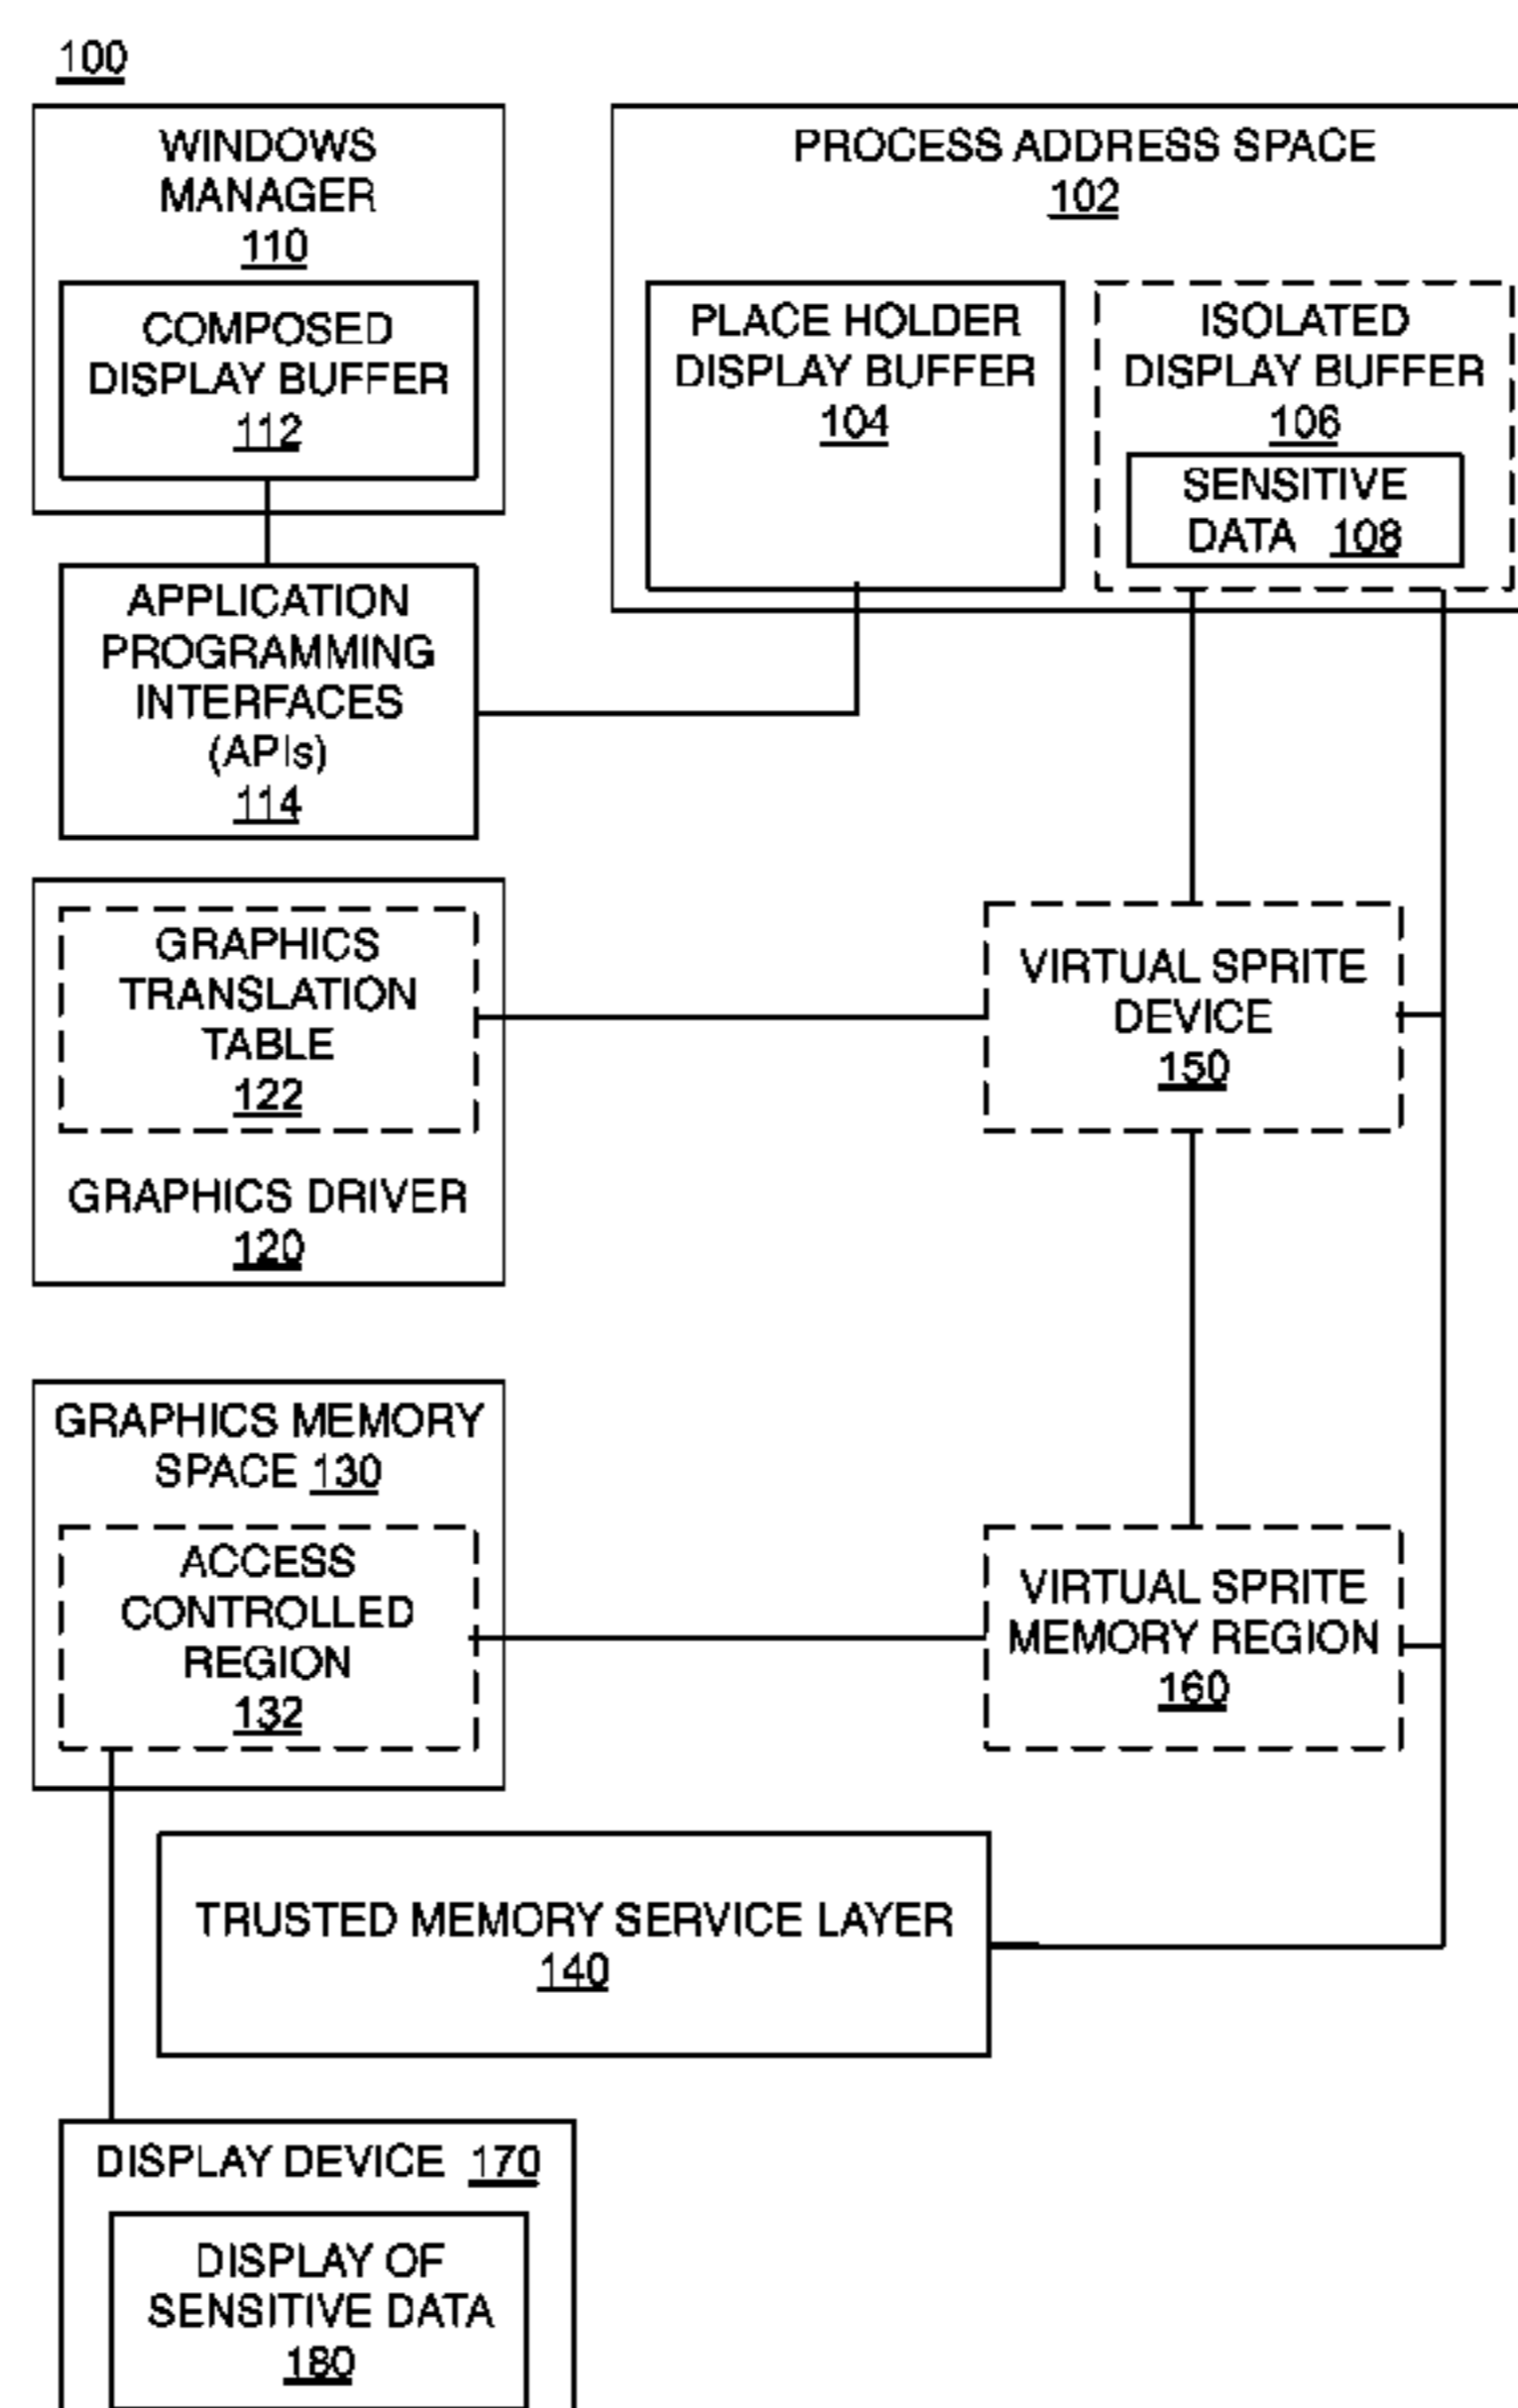 100
WINDOWS
MANAGER
110
COMPOSED
DISPLAY BUFFER
112
PROCESS ADDRESS SPACE
102
PLACE HOLDER
DISPLAY BUFFER
104
ISOLATED
DISPLAY BUFFER
106
SENSITIVE
DATA 108
APPLICATION
PROGRAMMING
INTERFACES
(APIs)
114
GRAPHICS
TRANSLATION
TABLE
122
GRAPHICS DRIVER
120
VIRTUAL SPRITE
DEVICE
150
GRAPHICS MEMORY
SPACE 130
ACCESS
CONTROLLED
REGION
132
VIRTUAL SPRITE
MEMORY REGION
160
TRUSTED MEMORY SERVICE LAYER
140
DISPLAY DEVICE 170
DISPLAY OF
SENSITIVE DATA
180